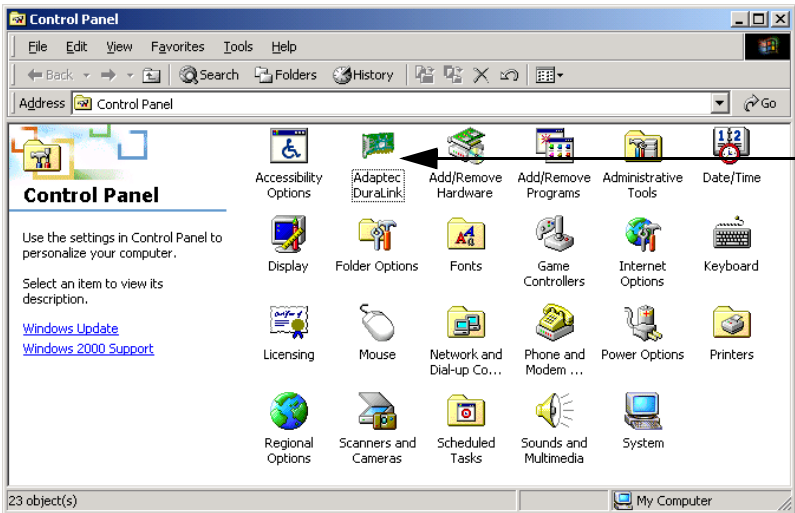 Control Panel
File Edit View Favorites Tools Help
Back Search Folders History
Address Control Panel Go
Control Panel
Use the settings in Control Panel to
personalize your computer.
Select an item to view its
description.
Windows Update
Windows 2000 Support
Accessibility
Options
Adaptec
DuraLink
Add/Remove
Hardware
Add/Remove
Programs
Administrative
Tools
Date/Time
Display
Folder Options
Fonts
Game
Controllers
Internet
Options
Keyboard
Licensing
Mouse
Network and
Dial-up Co...
Phone and
Modem ...
Power Options
Printers
Regional
Options
Scanners and
Cameras
Scheduled
Tasks
Sounds and
Multimedia
System
23 object(s) My Computer